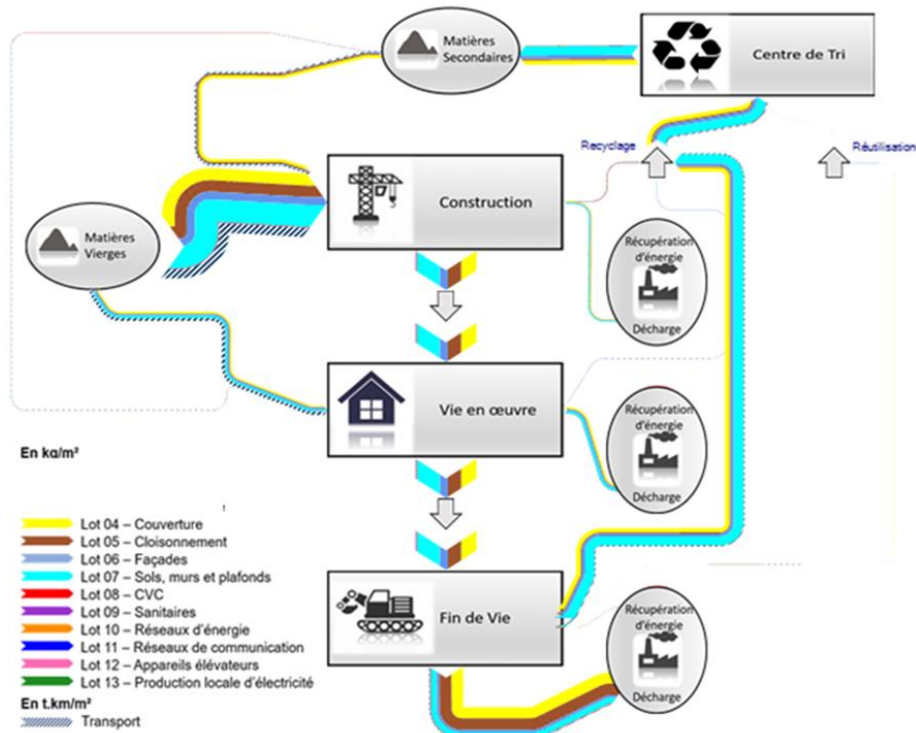 Matières
Secondaires
Centre de Tri
Recyclage
Réutilisation
Construction
Matières
Vierges
Récupération
d'énergie
Décharge
Vie en œuvre
Récupération
d'énergie
Décharge
En kg/m²
Lot 04 – Couverture
Lot 05 – Cloisonnement
Lot 06 – Façades
Lot 07 – Sols, murs et plafonds
Lot 08 – CVC
Lot 09 – Sanitaires
Lot 10 – Réseaux d'énergie
Lot 11 – Réseaux de communication
Lot 12 – Appareils élévateurs
Lot 13 – Production locale d'électricité
En t.km/m²
Transport
Fin de Vie
Récupération
d'énergie
Décharge